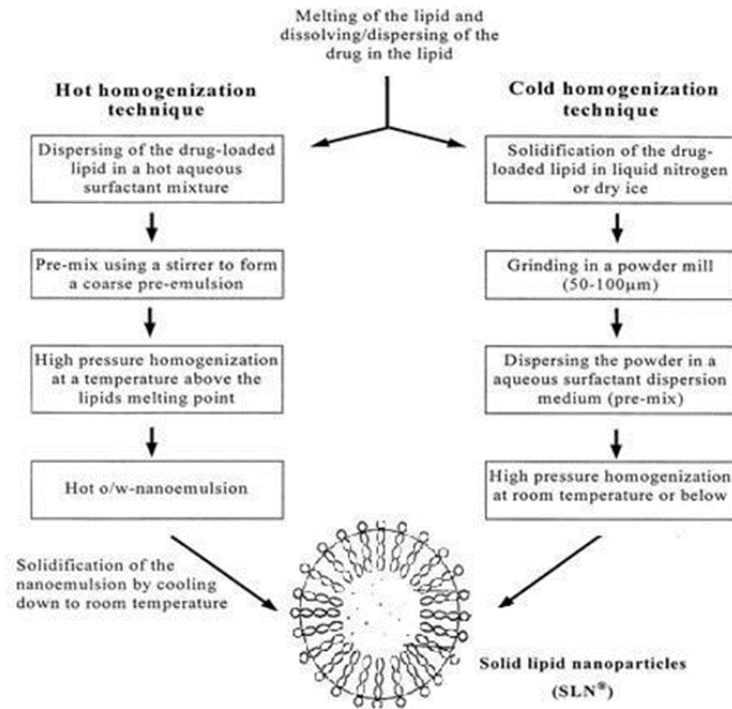 Melting of the lipid and
dissolving/dispersing of
the drug in the lipid
Hot homogenization
technique
Dispersing of the drug-loaded
lipid in a hot aqueous
surfactant mixture
Pre-mix using a stirrer to form
a coarse pre-emulsion
High pressure homogenization
at a temperature above the
lipids melting point
Hot o/w-nanoemulsion
Solidification of the
nanoemulsion by cooling
down to room temperature
Cold homogenization
technique
Solidification of the drug-
loaded lipid in liquid nitrogen
or dry ice
Grinding in a powder mill
(50-100μm)
Dispersing the powder in a
aqueous surfactant dispersion
medium (pre-mix)
High pressure homogenization
at room temperature or below
Solid lipid nanoparticles
(SLN®)